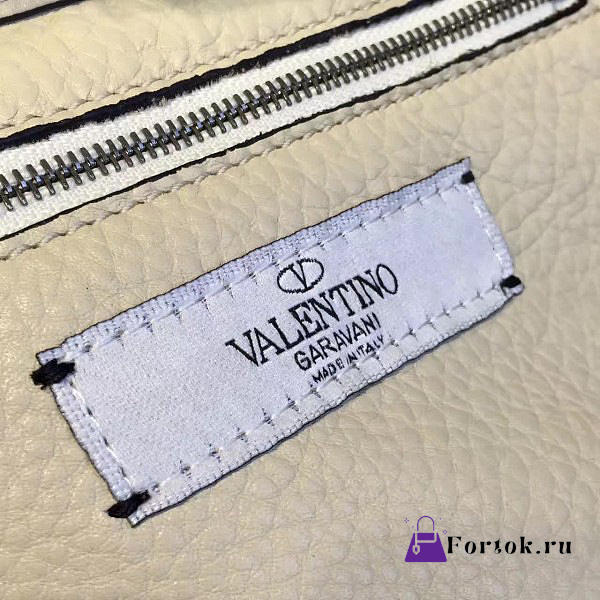 VALENTINO
GARAVANI
MADE IN ITALY
Fortok.ru